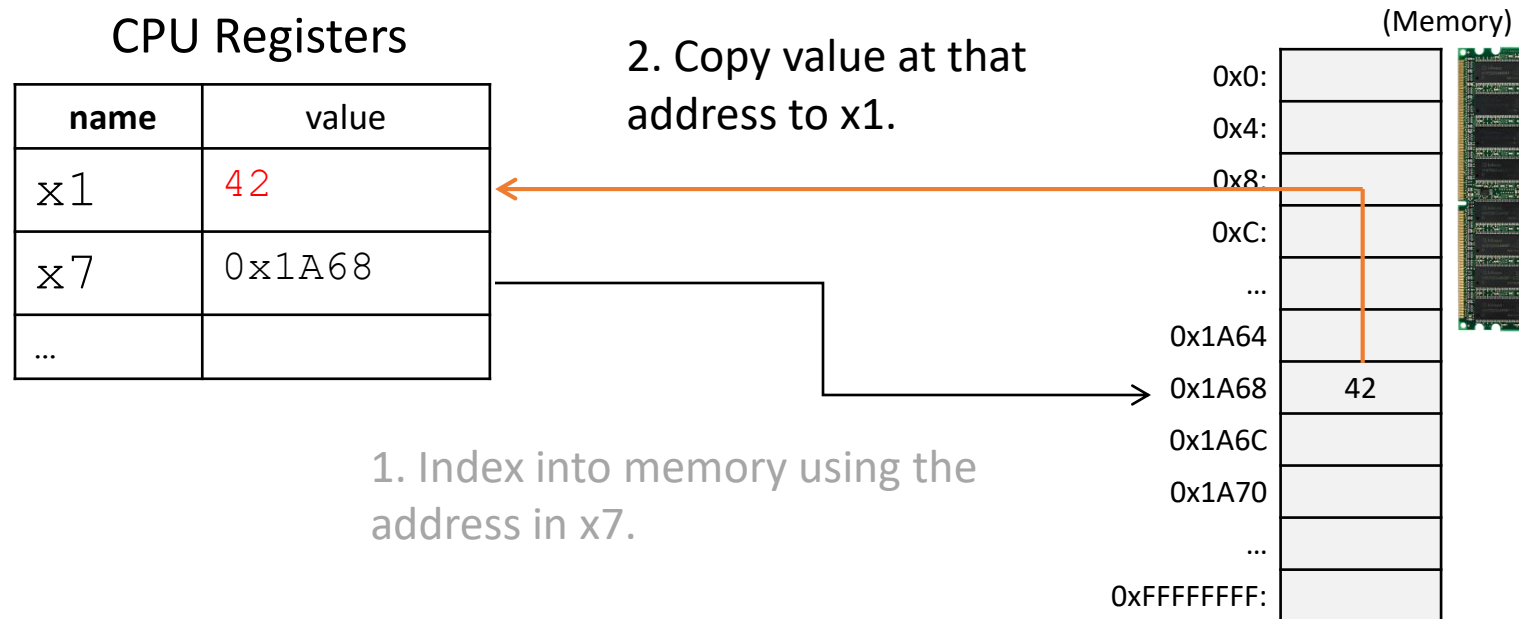 CPU Registers
name value
x1 42
x7 0x1A68
…
2. Copy value at that
address to x1.
1. Index into memory using the
address in x7.
(Memory)
0x0:
0x4:
0x8:
0xC:
…
0x1A64
0x1A68 42
0x1A6C
0x1A70
…
0xFFFFFFFF: